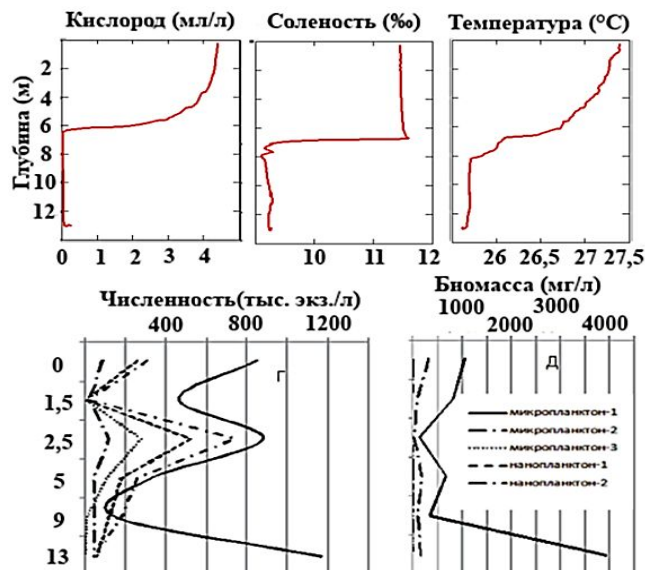 Кислород (мл/л) Соленость (‰) Температура (°C)
Глубина (м)
2
4
6
8
10
12
0 1 2 3 4
10 11 12
26 26,5 27 27,5
Численность(тыс. экз./л)
400 800 1200
Биомасса (мг/л)
1000 3000
2000 4000
0
1,5
2,5
5
9
13
Г
Д
микропланктон-1
микропланктон-2
микропланктон-3
нанопланктон-1
нанопланктон-2